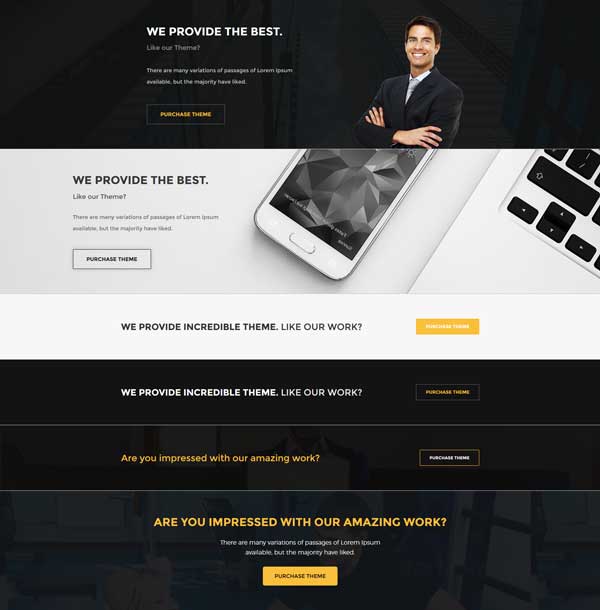 WE PROVIDE THE BEST.
Like our Theme?
There are many variations of passages of Lorem Ipsum
available, but the majority have liked.
PURCHASE THEME
WE PROVIDE THE BEST.
Like our Theme?
There are many variations of passages of Lorem Ipsum
available, but the majority have liked.
PURCHASE THEME
WE PROVIDE INCREDIBLE THEME. LIKE OUR WORK?
PURCHASE THEME
WE PROVIDE INCREDIBLE THEME. LIKE OUR WORK?
PURCHASE THEME
Are you impressed with our amazing work?
PURCHASE THEME
ARE YOU IMPRESSED WITH OUR AMAZING WORK?
There are many variations of passages of Lorem Ipsum
available, but the majority have liked.
PURCHASE THEME